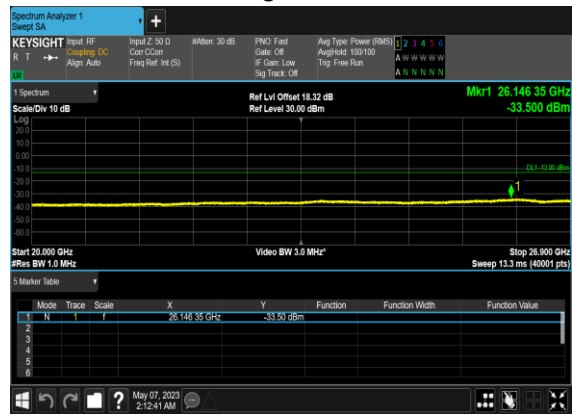 Spectrum Analyzer 1
Swept SA
+
KEYSIGHT Input: RF Input Z: 50 Ω #Atten: 30 dB PNO: Fast Avg Type: Power (RMS) 1 2 3 4 5 6
R T Coupling: DC Corr CCorr Gate: Off Avg|Hold: 100/100 A W W W W W
Align: Auto Freq Ref: Int (S) IF Gain: Low Trig: Free Run
Sig Track: Off A N N N N N
1 Spectrum Ref Lvl Offset 18.32 dB Mkr1 26.146 35 GHz
Scale/Div 10 dB Ref Level 30.00 dBm -33.500 dBm
Log
20.0
10.0
0.00
-10.0 DL1 -13.00 dBm
-20.0
-30.0 1
-40.0
-50.0
-60.0
Start 20.000 GHz Video BW 3.0 MHz* Stop 26.900 GHz
#Res BW 1.0 MHz Sweep 13.3 ms (40001 pts)
5 Marker Table
Mode Trace Scale X Y Function Function Width Function Value
1 N 1 f 26.146 35 GHz -33.50 dBm
2
3
4
5
6
? May 07, 2023
2:12:41 AM